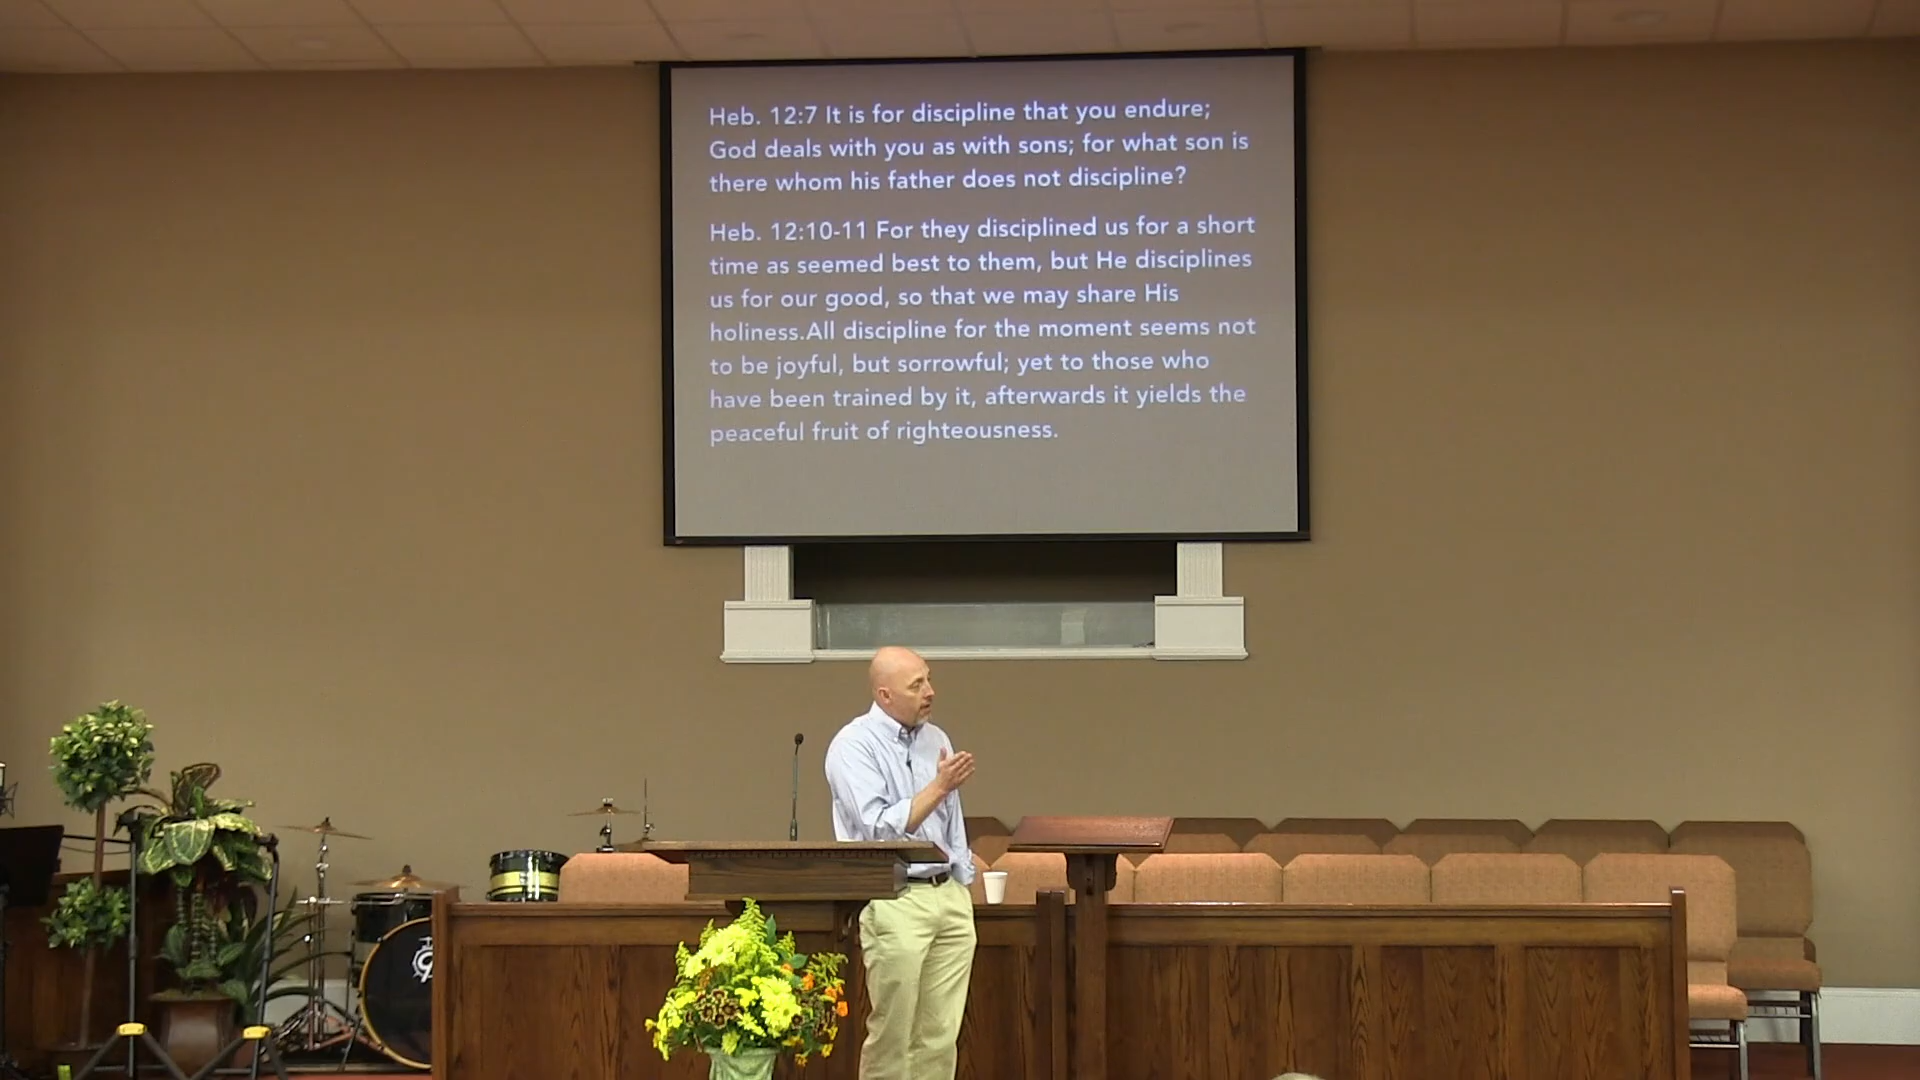 Heb. 12:7 It is for discipline that you endure;
God deals with you as with sons; for what son is
there whom his father does not discipline?
Heb. 12:10-11 For they disciplined us for a short
time as seemed best to them, but He disciplines
us for our good, so that we may share His
holiness.All discipline for the moment seems not
to be joyful, but sorrowful; yet to those who
have been trained by it, afterwards it yields the
peaceful fruit of righteousness.